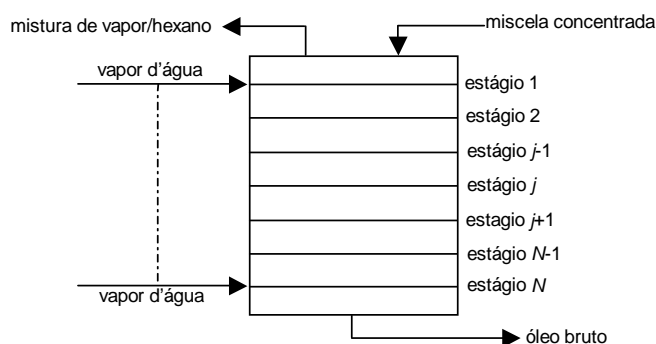 mistura de vapor/hexano
miscela concentrada
vapor d'água
estágio 1
estágio 2
estágio j-1
estágio j
estagio j+1
estágio N-1
estágio N
vapor d'água
óleo bruto